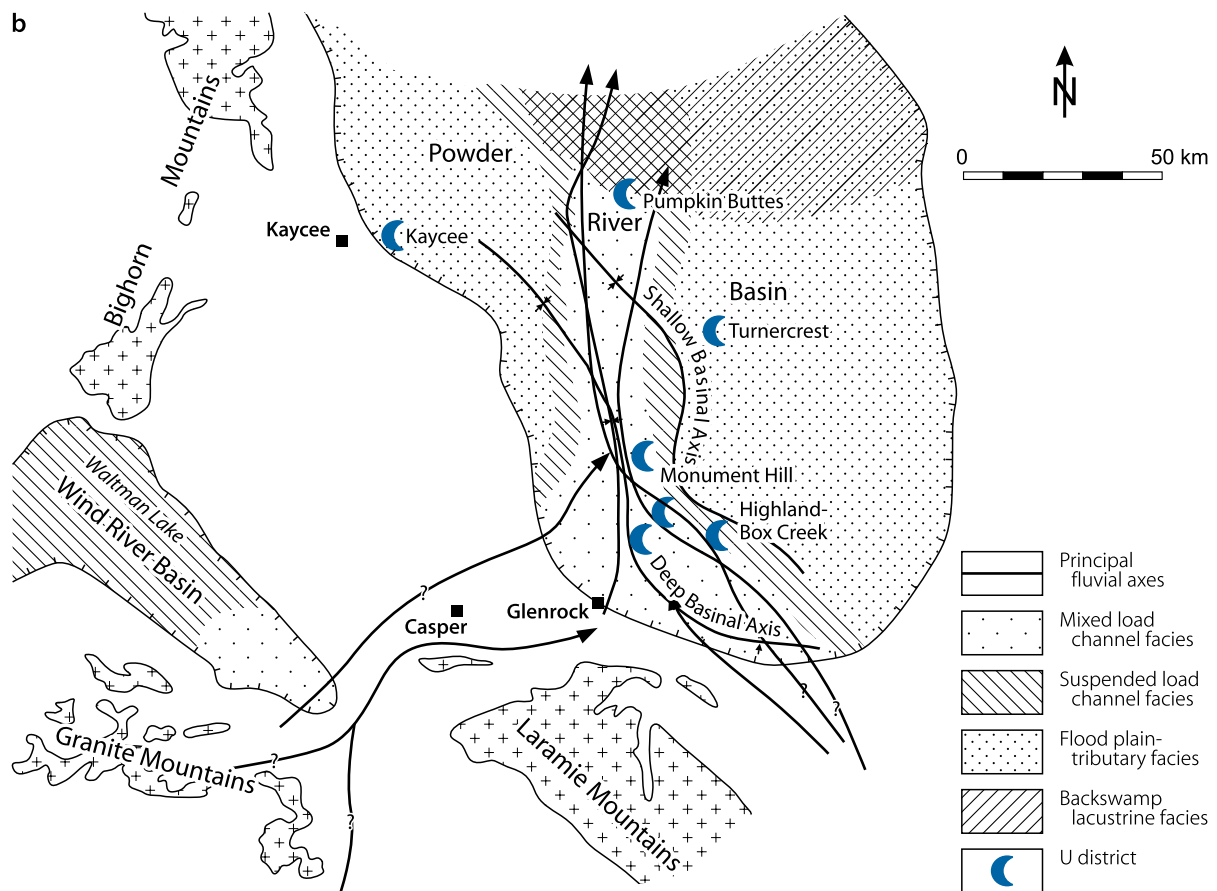 b
N
0
50 km
Bighorn
Mountains
Powder
River
Basin
Pumpkin Buttes
Kaycee
Kaycee
Turnercrest
Shallow Basinal Axis
Monument Hill
Highland-
Box Creek
Deep Basinal Axis
Waltman Lake
Wind River Basin
Glenrock
Casper
?
?
?
?
?
Granite Mountains
Laramie Mountains
Principal
fluvial axes
Mixed load
channel facies
Suspended load
channel facies
Flood plain-
tributary facies
Backswamp
lacustrine facies
U district